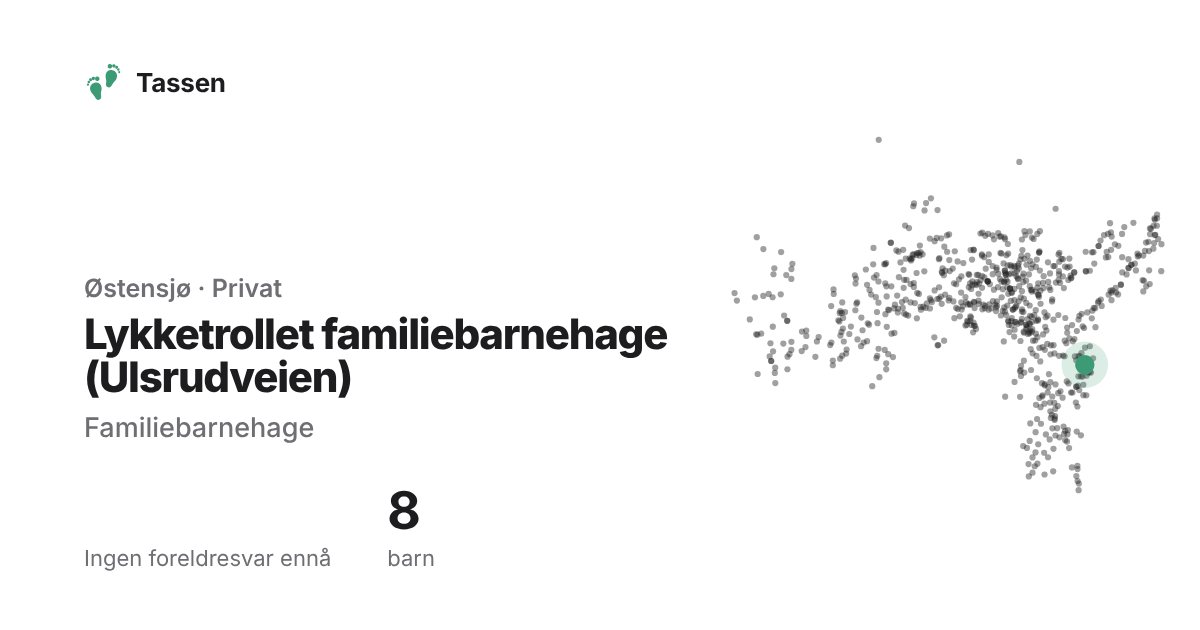 Tassen
Østensjø · Privat
Lykketrollet familiebarnehage
(Ulsrudveien)
Familiebarnehage
8
Ingen foreldresvar ennå
barn